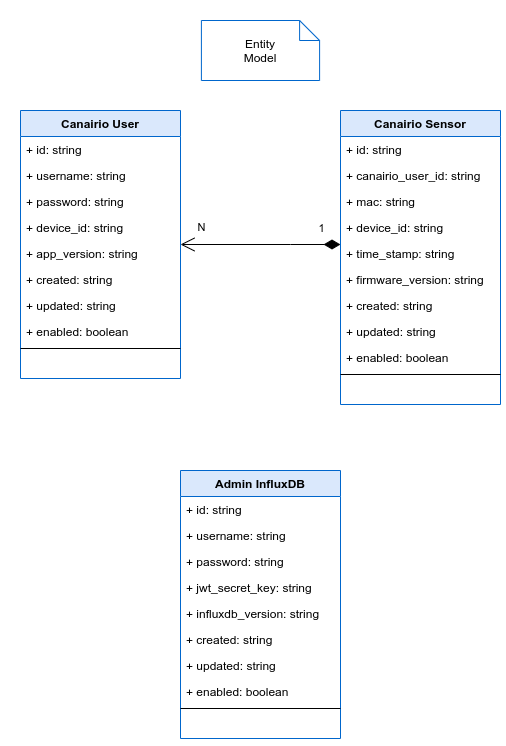 Entity
Model
Canairio User
+ id: string
+ username: string
+ password: string
+ device_id: string
+ app_version: string
+ created: string
+ updated: string
+ enabled: boolean
N
1
Canairio Sensor
+ id: string
+ canairio_user_id: string
+ mac: string
+ device_id: string
+ time_stamp: string
+ firmware_version: string
+ created: string
+ updated: string
+ enabled: boolean
Admin InfluxDB
+ id: string
+ username: string
+ password: string
+ jwt_secret_key: string
+ influxdb_version: string
+ created: string
+ updated: string
+ enabled: boolean